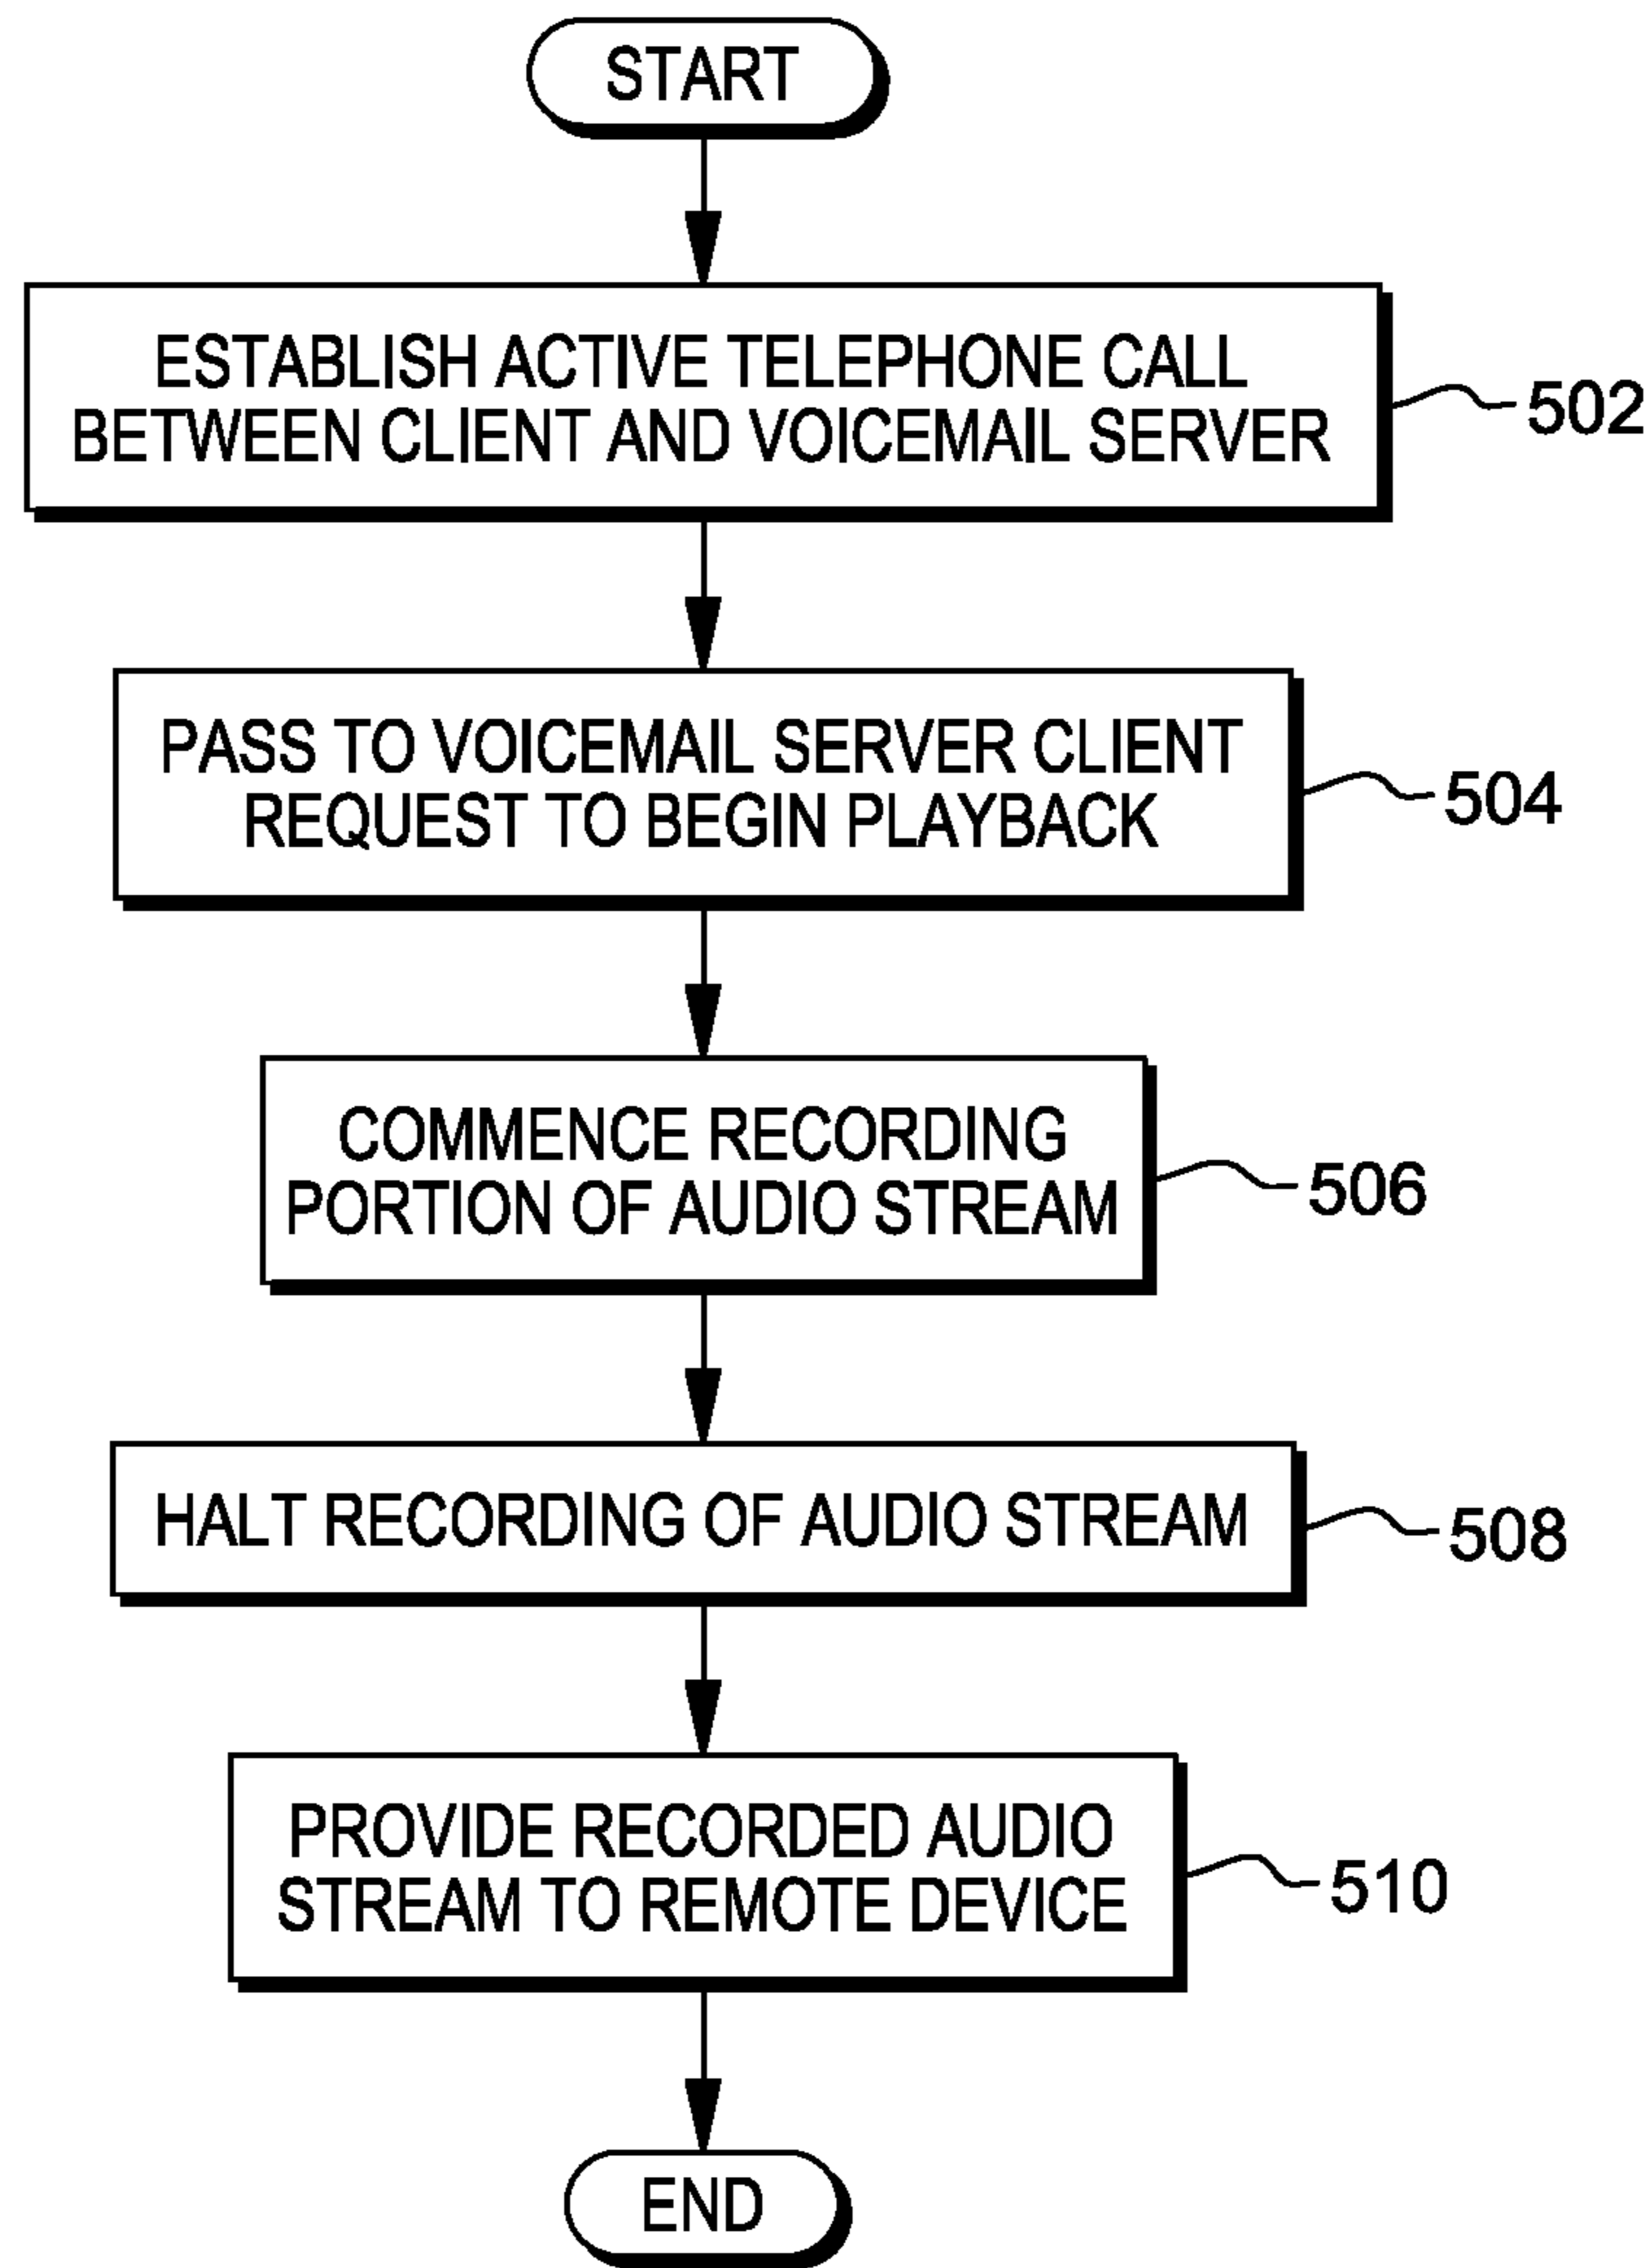 START
ESTABLISH ACTIVE TELEPHONE CALL
BETWEEN CLIENT AND VOICEMAIL SERVER
502
PASS TO VOICEMAIL SERVER CLIENT
REQUEST TO BEGIN PLAYBACK
504
COMMENCE RECORDING
PORTION OF AUDIO STREAM
506
HALT RECORDING OF AUDIO STREAM
508
PROVIDE RECORDED AUDIO
STREAM TO REMOTE DEVICE
510
END